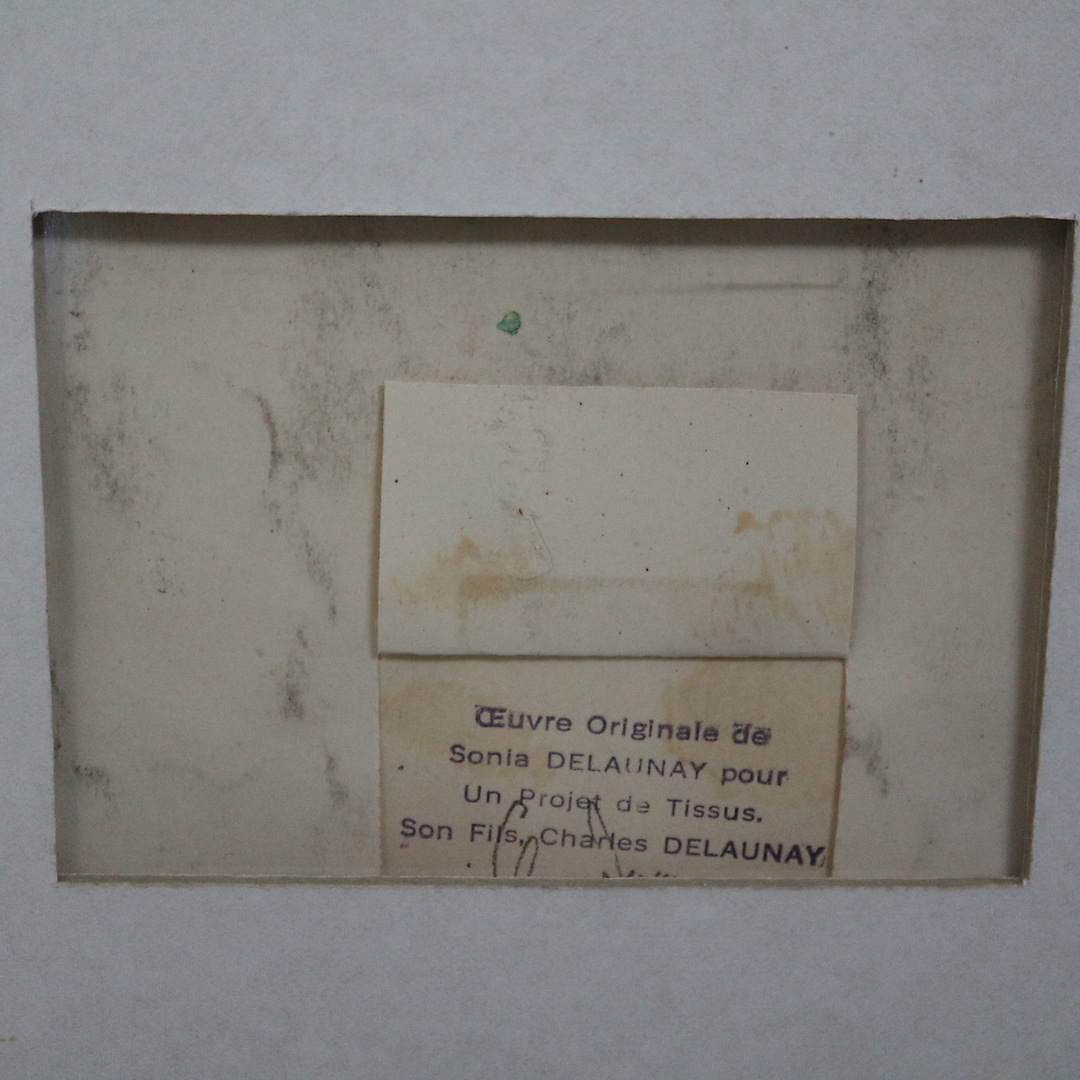 Œuvre Originale de
Sonia DELAUNAY pour
Un Projet de Tissus.
Son Fils, Charles DELAUNAY